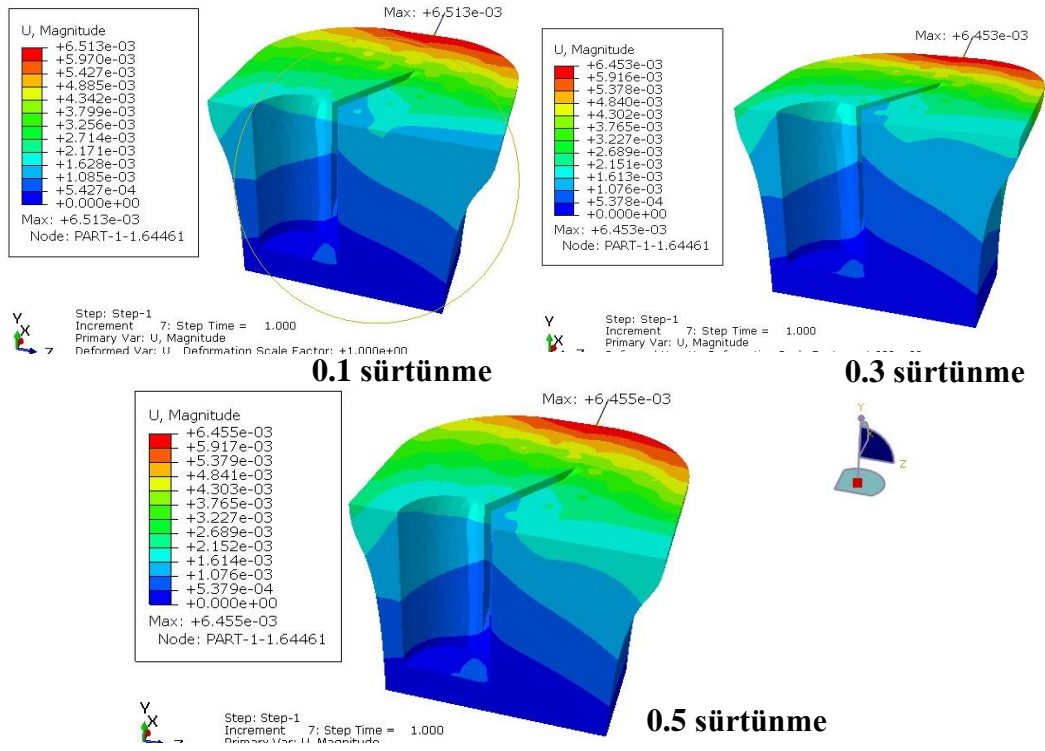 Max: +6.513e-03
U, Magnitude
+6.513e-03
+5.970e-03
+5.427e-03
+4.885e-03
+4.342e-03
+3.799e-03
+3.256e-03
+2.714e-03
+2.171e-03
+1.628e-03
+1.085e-03
+5.427e-04
+0.000e+00
Max: +6.513e-03
Node: PART-1-1.64461
Y
X
Z
Step: Step-1
Increment 7: Step Time = 1.000
Primary Var: U, Magnitude
Deformed Var: U Deformation Scale Factor: +1.000e+00
0.1 sürtünme
Max: +6.453e-03
U, Magnitude
+6.453e-03
+5.916e-03
+5.378e-03
+4.840e-03
+4.302e-03
+3.765e-03
+3.227e-03
+2.689e-03
+2.151e-03
+1.613e-03
+1.076e-03
+5.378e-04
+0.000e+00
Max: +6.453e-03
Node: PART-1-1.64461
Y
X
Z
Step: Step-1
Increment 7: Step Time = 1.000
Primary Var: U, Magnitude
0.3 sürtünme
Max: +6.455e-03
U, Magnitude
+6.455e-03
+5.917e-03
+5.379e-03
+4.841e-03
+4.303e-03
+3.765e-03
+3.227e-03
+2.689e-03
+2.152e-03
+1.614e-03
+1.076e-03
+5.379e-04
+0.000e+00
Max: +6.455e-03
Node: PART-1-1.64461
Y
Z
Y
X
Z
Step: Step-1
Increment 7: Step Time = 1.000
Primary Var: U, Magnitude
0.5 sürtünme